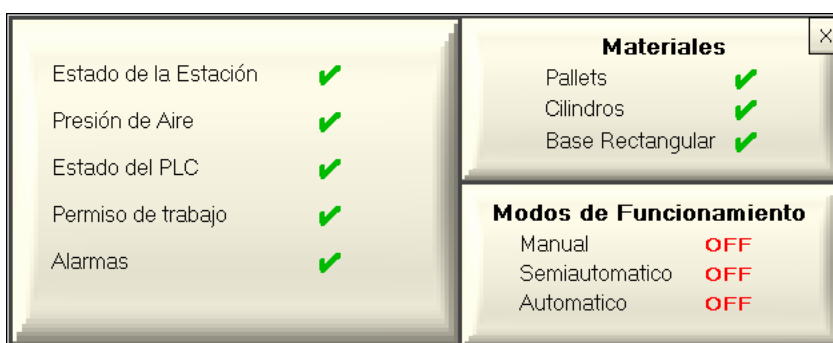 Estado de la Estación
Presión de Aire
Estado del PLC
Permiso de trabajo
Alarmas
Materiales
Pallets
Cilindros
Base Rectangular
Modos de Funcionamiento
Manual OFF
Semiautomatico OFF
Automatico OFF